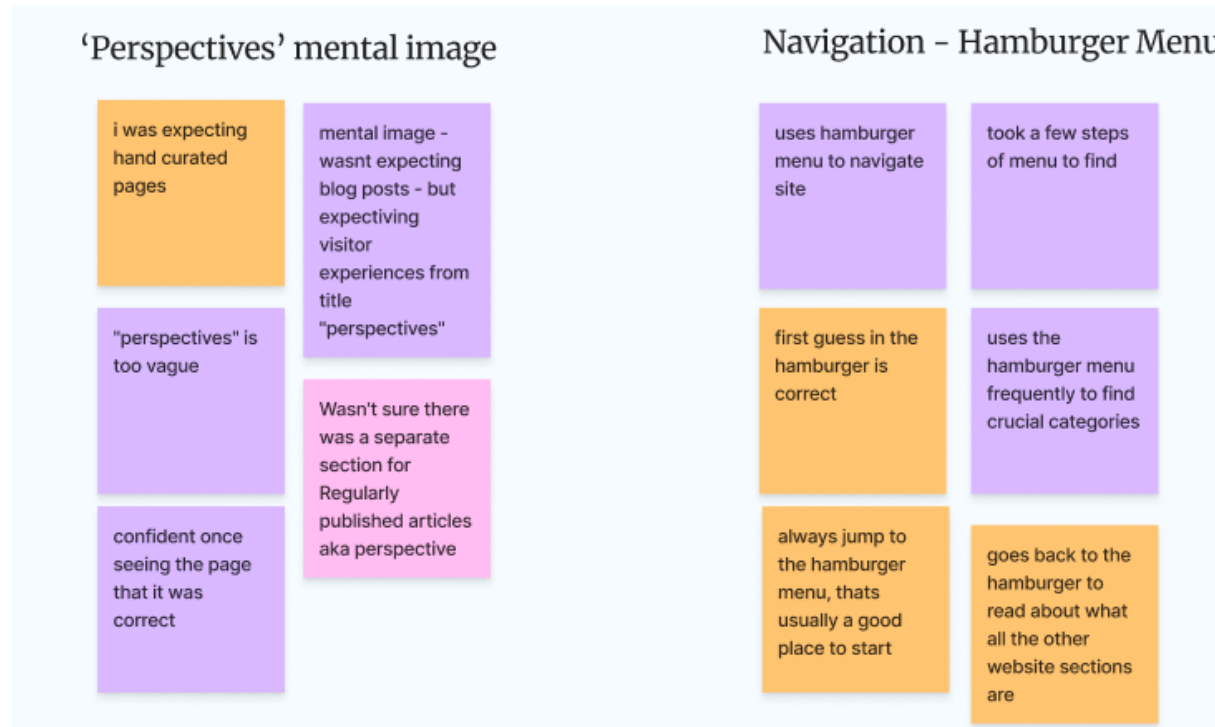 ‘Perspectives’ mental image
i was expecting
hand curated
pages
mental image -
wasnt expecting
blog posts - but
expectiving
visitor
experiences from
title
"perspectives"
"perspectives" is
too vague
Wasn't sure there
was a separate
section for
Regularly
published articles
aka perspective
confident once
seeing the page
that it was
correct
Navigation - Hamburger Menu
uses hamburger
menu to navigate
site
took a few steps
of menu to find
first guess in the
hamburger is
correct
uses the
hamburger menu
frequently to find
crucial categories
always jump to
the hamburger
menu, thats
usually a good
place to start
goes back to the
hamburger to
read about what
all the other
website sections
are